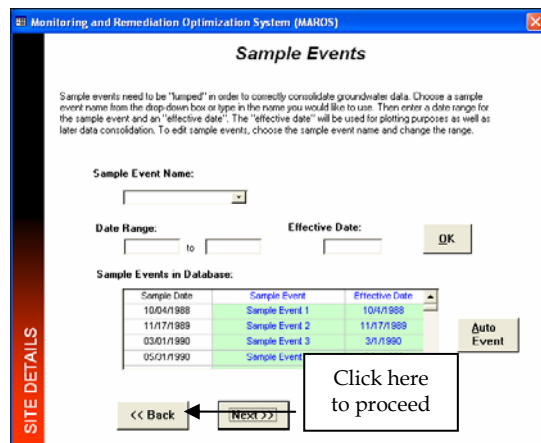 Monitoring and Remediation Optimization System (MAROS)
Sample Events
Sample events need to be "lumped" in order to correctly consolidate groundwater data. Choose a sample
event name from the drop-down box or type in the name you would like to use. Then enter a date range for
the sample event and an "effective date". The "effective date" will be used for plotting purposes as well as
later data consolidation. To edit sample events, choose the sample event name and change the range.
Sample Event Name:
Date Range:
Effective Date:
to
OK
Sample Events in Database:
Sample Date Sample Event Effective Date
10/04/1988 Sample Event 1 10/4/1988
11/17/1989 Sample Event 2 11/17/1989
03/01/1990 Sample Event 3 3/1/1990
05/31/1990 Sample Event
Auto
Event
SITE DETAILS
Click here
to proceed
<< Back
Next >>